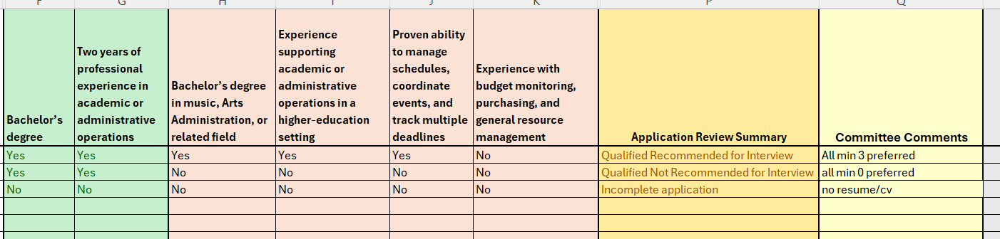 F G H I J K P Q
Bachelor's
degree
Two years of
professional
experience in
academic or
administrative
operations
Bachelor's degree
in music, Arts
Administration, or
related field
Experience
supporting
academic or
administrative
operations in a
higher-education
setting
Proven ability
to manage
schedules,
coordinate
events, and
track multiple
deadlines
Experience with
budget monitoring,
purchasing, and
general resource
management
Application Review Summary
Committee Comments
Yes Yes Yes Yes Yes No Qualified Recommended for Interview All min 3 preferred
Yes Yes No No No No Qualified Not Recommended for Interview all min 0 preferred
No No No No No No Incomplete application no resume/cv